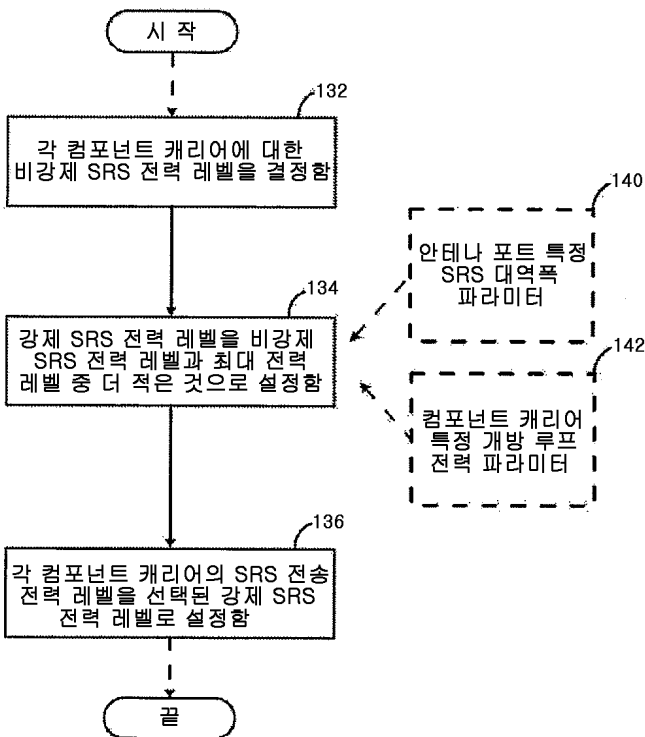 시 작
132
각 컴포넌트 캐리어에 대한
비강제 SRS 전력 레벨을 결정함
140
안테나 포트 특정
SRS 대역폭
파라미터
134
강제 SRS 전력 레벨을 비강제
SRS 전력 레벨과 최대 전력
레벨 중 더 적은 것으로 설정함
142
컴포넌트 캐리어
특정 개방 루프
전력 파라미터
136
각 컴포넌트 캐리어의 SRS 전송
전력 레벨을 선택된 강제 SRS
전력 레벨로 설정함
끝